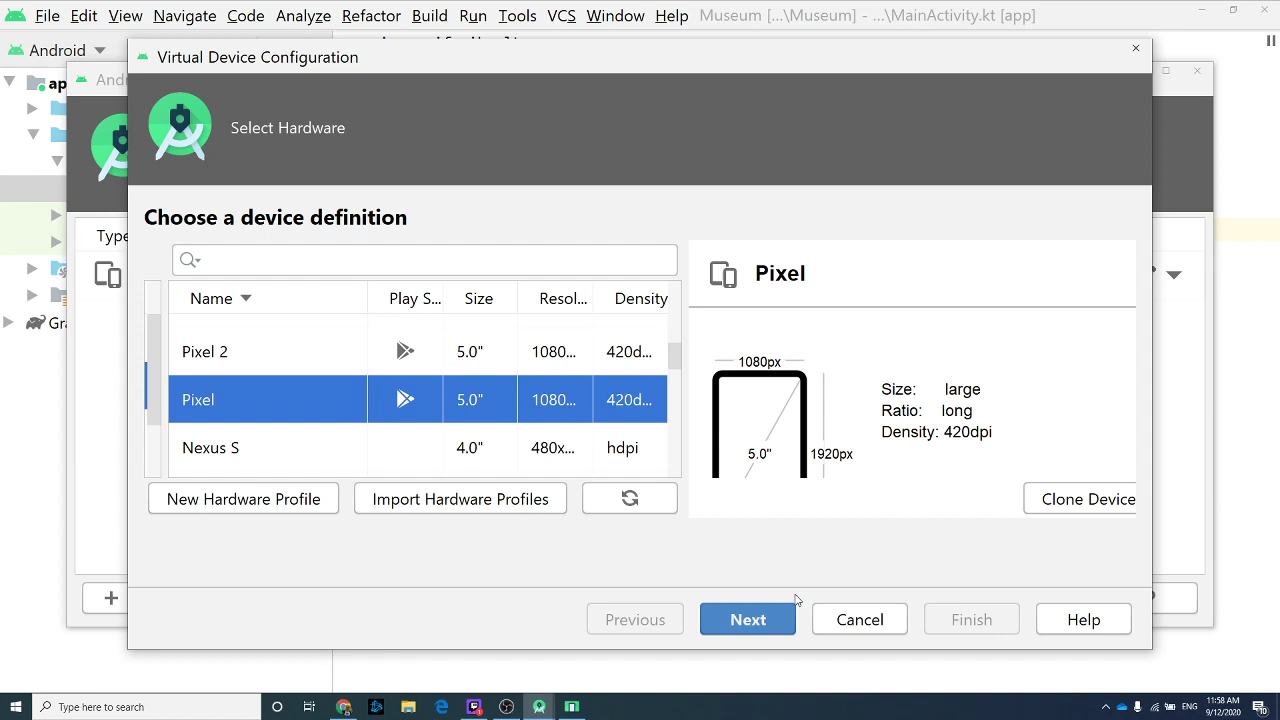 File Edit View Navigate Code Analyze Refactor Build Run Tools VCS Window Help Museum [...\Museum] - ...\MainActivity.kt [app]
Android
Virtual Device Configuration
app
Andr
Select Hardware
Choose a device definition
Type
Name Play S... Size Resol... Density
Pixel 2 5.0" 1080... 420d...
Pixel 5.0" 1080... 420d...
Nexus S 4.0" 480x... hdpi
Pixel
1080px
5.0"
1920px
Size: large
Ratio: long
Density: 420dpi
Gra
New Hardware Profile Import Hardware Profiles Clone Device
Previous Next Cancel Finish Help
Type here to search
ENG
11:58 AM
9/12/2020